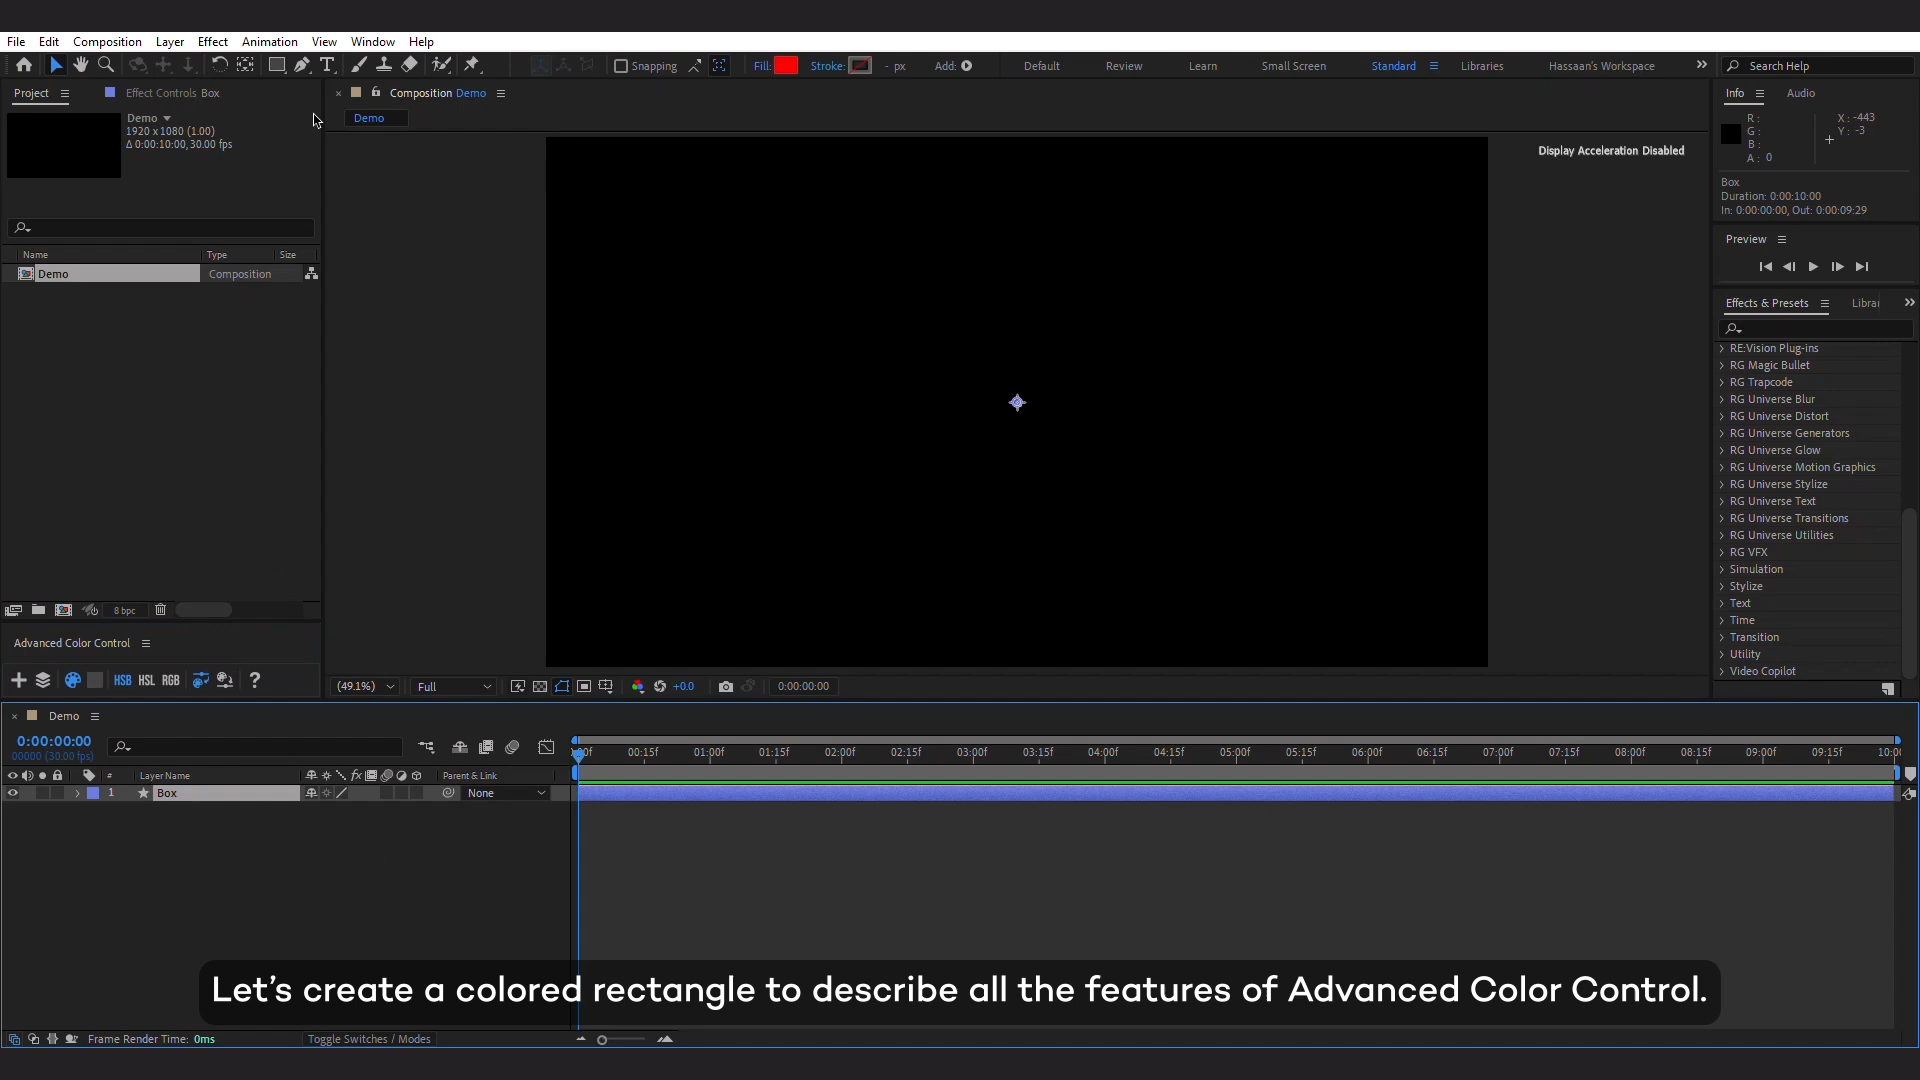 File Edit Composition Layer Effect Animation View Window Help
Snapping Fill: Stroke: - px Add: Default Review Learn Small Screen Standard Libraries Hassaan's Workspace Search Help
Project Effect Controls Box
Demo
1920 x 1080 (1.00)
Δ 0:00:10:00, 30.00 fps
Name Type Size
Demo Composition
8 bpc
Advanced Color Control
HSB HSL RGB ?
Composition Demo
Demo
Display Acceleration Disabled
(49.1%) Full +0.0 0:00:00:00
Info Audio
R :
G :
B :
A : 0
X : -443
Y : -3
Box
Duration: 0:00:10:00
In: 0:00:00:00, Out: 0:00:09:29
Preview
Effects & Presets
RE:Vision Plug-ins
RG Magic Bullet
RG Trapcode
RG Universe Blur
RG Universe Distort
RG Universe Generators
RG Universe Glow
RG Universe Motion Graphics
RG Universe Stylize
RG Universe Text
RG Universe Transitions
RG Universe Utilities
RG VFX
Simulation
Stylize
Text
Time
Transition
Utility
Video Copilot
Demo
0:00:00:00
00000 (30.00 fps)
00:15f 01:00f 01:15f 02:00f 02:15f 03:00f 03:15f 04:00f 04:15f 05:00f 05:15f 06:00f 06:15f 07:00f 07:15f 08:00f 08:15f 09:00f 09:15f
# Layer Name fx Parent & Link
1 Box None
Let's create a colored rectangle to describe all the features of Advanced Color Control.
Frame Render Time: 0ms Toggle Switches / Modes